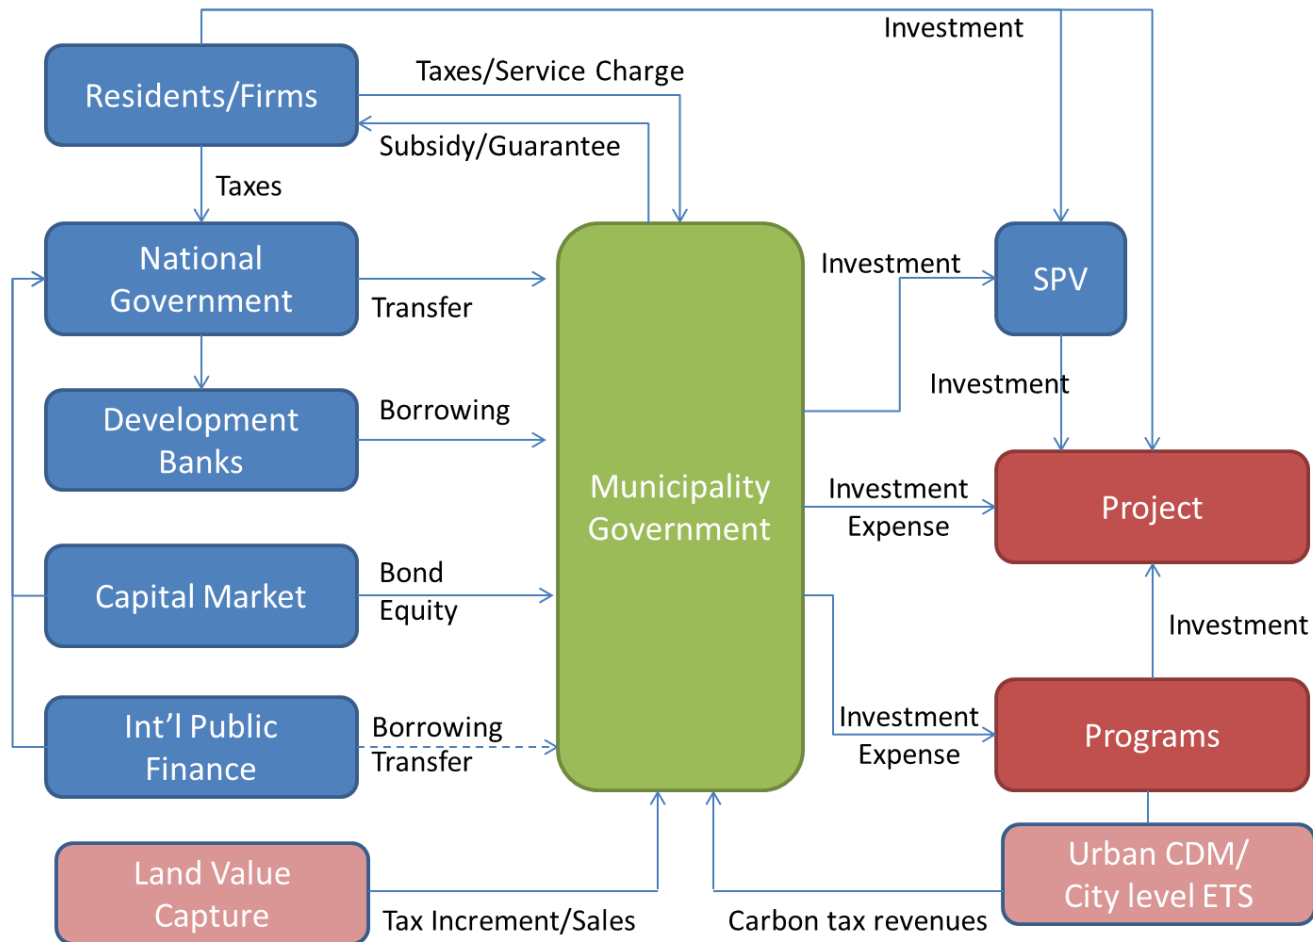 Investment
Residents/Firms
Taxes/Service Charge
Subsidy/Guarantee
Taxes
National
Government
Transfer
Investment
SPV
Development
Banks
Borrowing
Investment
Municipality
Government
Investment
Expense
Project
Capital Market
Bond
Equity
Investment
Int’l Public
Finance
Borrowing
Transfer
Investment
Expense
Programs
Land Value
Capture
Tax Increment/Sales
Carbon tax revenues
Urban CDM/
City level ETS